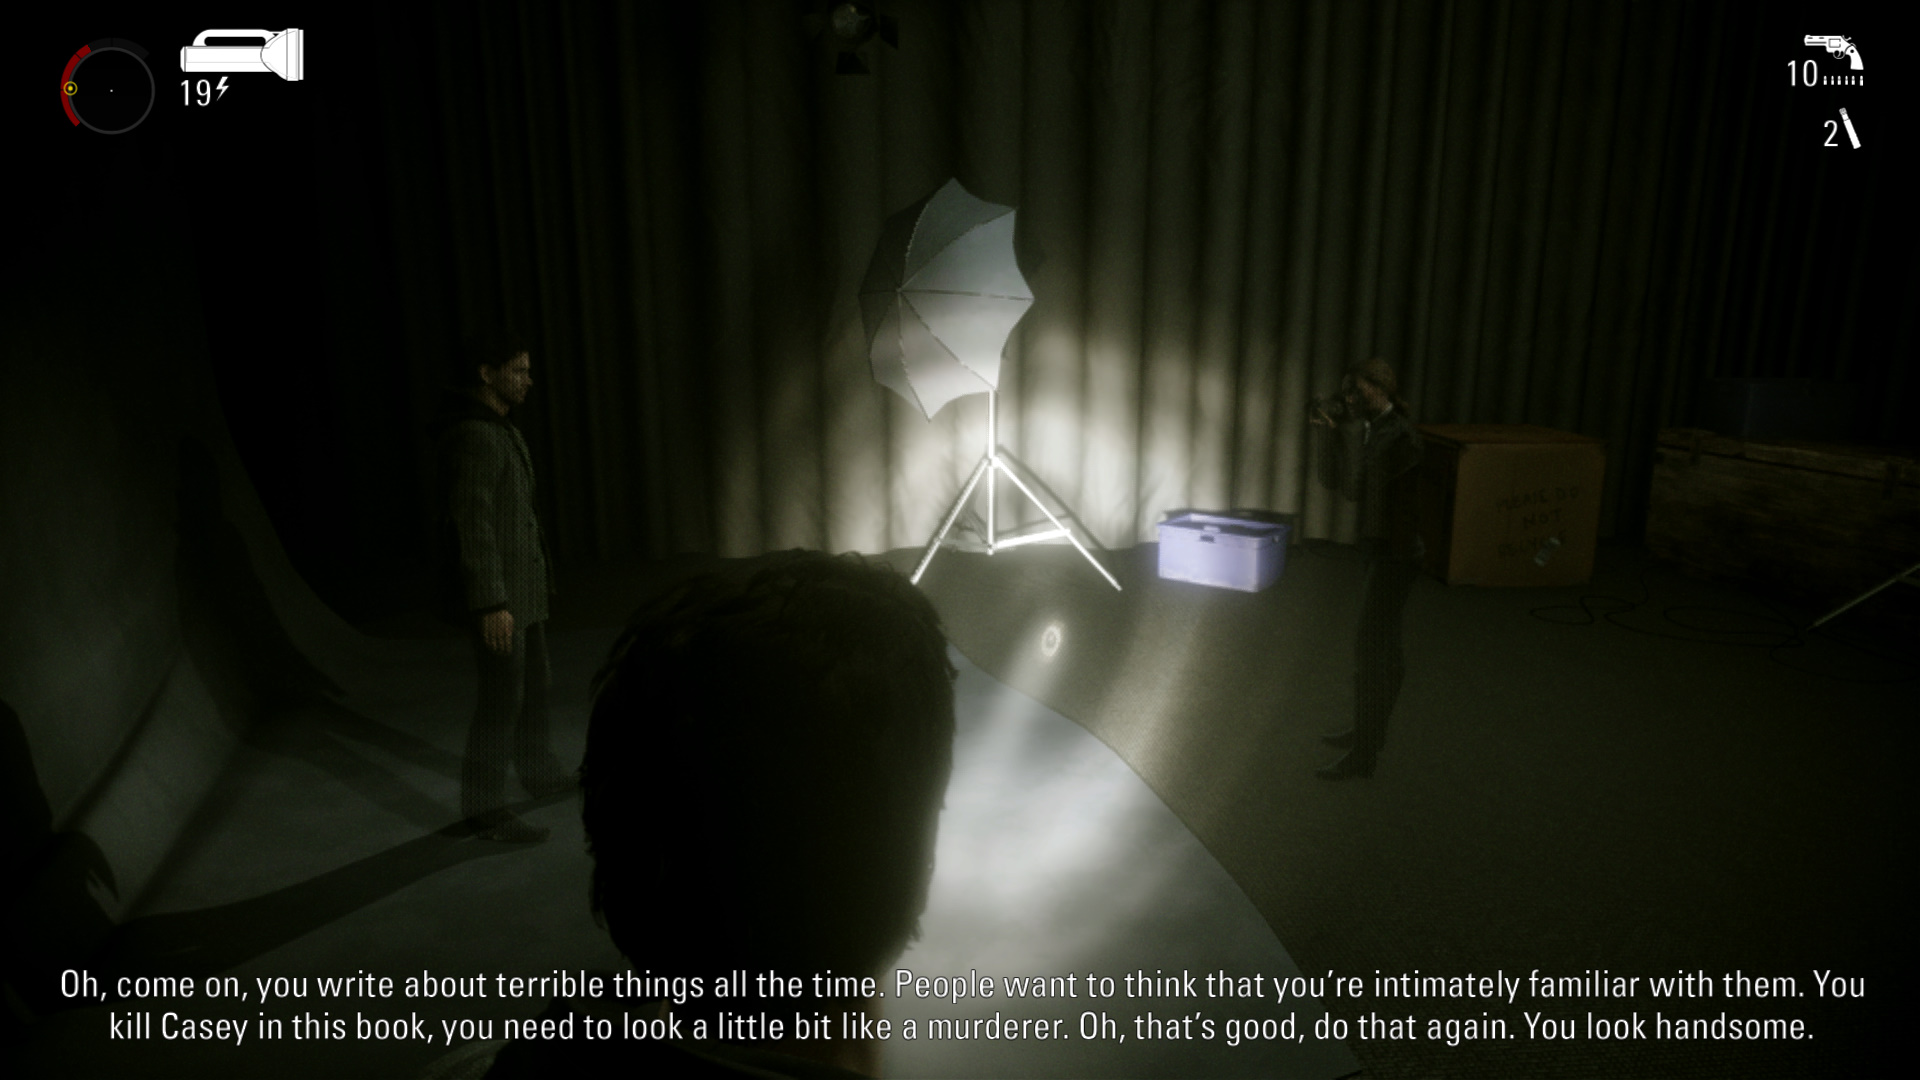 19
10
2
Oh, come on, you write about terrible things all the time. People want to think that you're intimately familiar with them. You
kill Casey in this book, you need to look a little bit like a murderer. Oh, that's good, do that again. You look handsome.